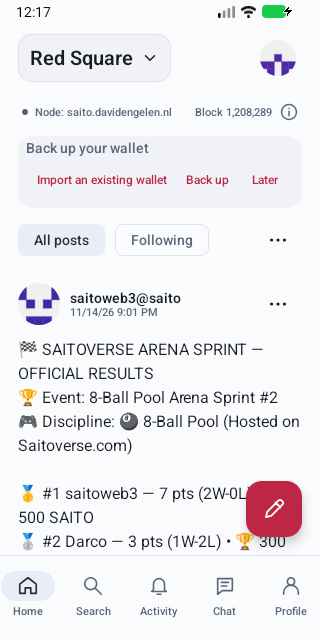 12:17
Red Square
Node: saito.davidengelen.nl Block 1,208,289
Back up your wallet
Import an existing wallet Back up Later
All posts Following
saitoweb3@saito
11/14/26 9:01 PM
🏁 SAITOVERSE ARENA SPRINT —
OFFICIAL RESULTS
🏆 Event: 8-Ball Pool Arena Sprint #2
🎮 Discipline: 🎱 8-Ball Pool (Hosted on
Saitoverse.com)
🥇 #1 saitoweb3 — 7 pts (2W-0L)
500 SAITO
🥈 #2 Darco — 3 pts (1W-2L) • 🏆 300
Home Search Activity Chat Profile